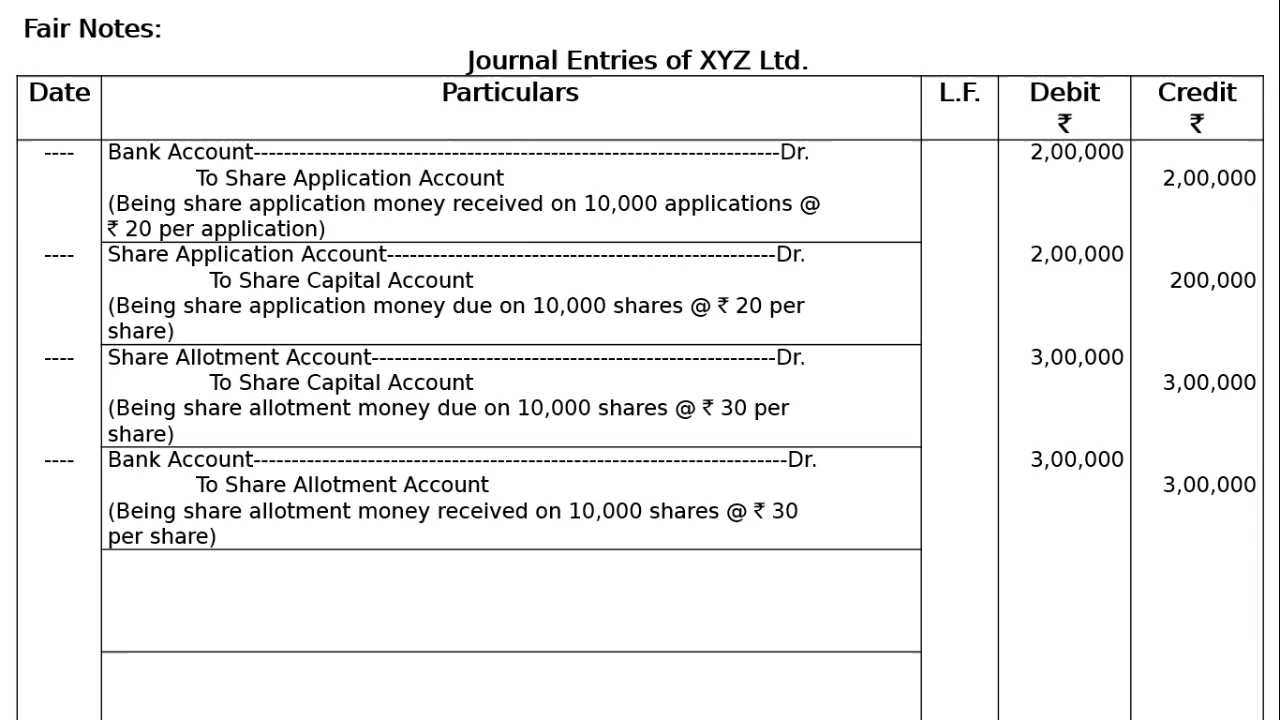 Fair Notes:
Journal Entries of XYZ Ltd.
Date Particulars L.F. Debit ₹ Credit ₹
---- Bank Account---------------------------------------------------------------------Dr. 2,00,000
To Share Application Account 2,00,000
(Being share application money received on 10,000 applications @
₹ 20 per application)
---- Share Application Account---------------------------------------------------Dr. 2,00,000
To Share Capital Account 200,000
(Being share application money due on 10,000 shares @ ₹ 20 per
share)
---- Share Allotment Account-----------------------------------------------------Dr. 3,00,000
To Share Capital Account 3,00,000
(Being share allotment money due on 10,000 shares @ ₹ 30 per
share)
---- Bank Account----------------------------------------------------------------------Dr. 3,00,000
To Share Allotment Account 3,00,000
(Being share allotment money received on 10,000 shares @ ₹ 30
per share)